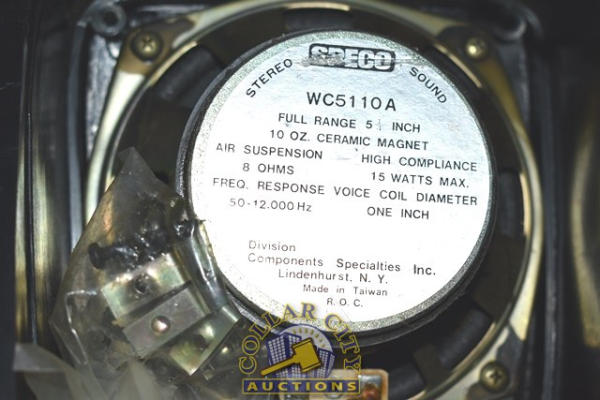 STEREO SPECO SOUND
WC5110A
FULL RANGE 5 INCH
10 OZ. CERAMIC MAGNET
AIR SUSPENSION HIGH COMPLIANCE
8 OHMS 15 WATTS MAX.
FREQ. RESPONSE VOICE COIL DIAMETER
50-12.000 Hz ONE INCH
Division
Components Specialties Inc.
Lindenhurst, N.Y.
Made in Taiwan
R.O.C.
COLLAR CITY
AUCTIONS